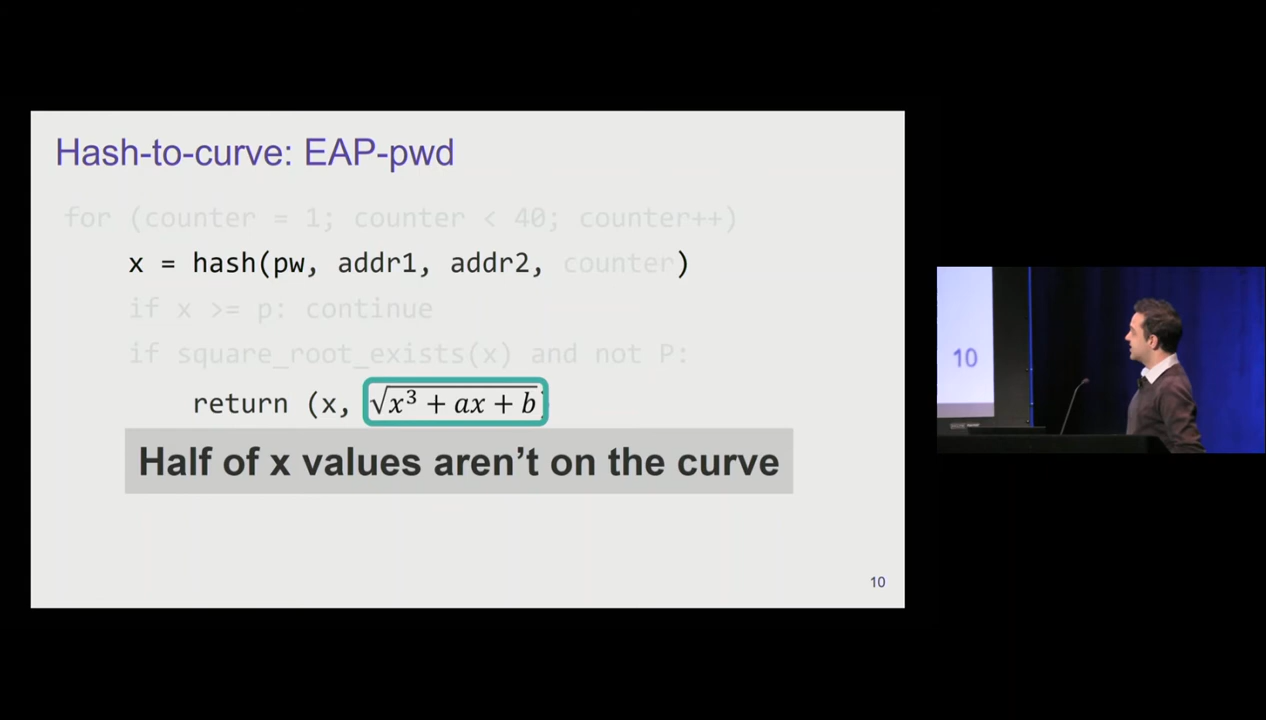 Hash-to-curve: EAP-pwd
for (counter = 1; counter < 40; counter++)
x = hash(pw, addr1, addr2, counter)
if x >= p: continue
if square_root_exists(x) and not P:
return (x, √x³ + ax + b)
Half of x values aren't on the curve
10
10